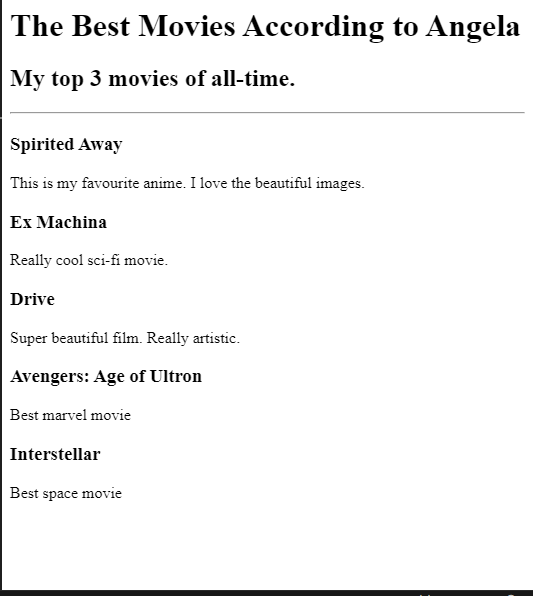 The Best Movies According to Angela
My top 3 movies of all-time.
Spirited Away
This is my favourite anime. I love the beautiful images.
Ex Machina
Really cool sci-fi movie.
Drive
Super beautiful film. Really artistic.
Avengers: Age of Ultron
Best marvel movie
Interstellar
Best space movie